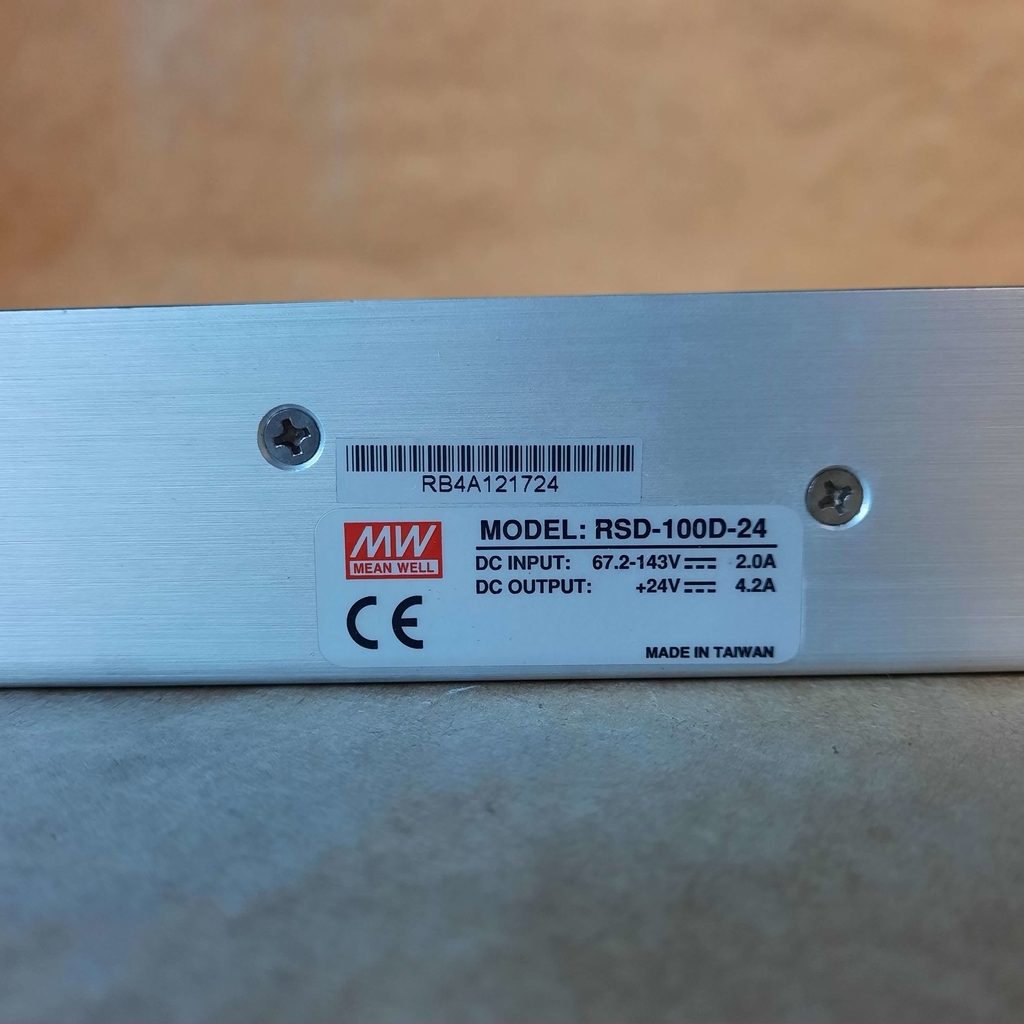 RB4A121724
MW
MEAN WELL
MODEL: RSD-100D-24
DC INPUT: 67.2-143V⎓ 2.0A
DC OUTPUT: +24V⎓ 4.2A
CE
MADE IN TAIWAN